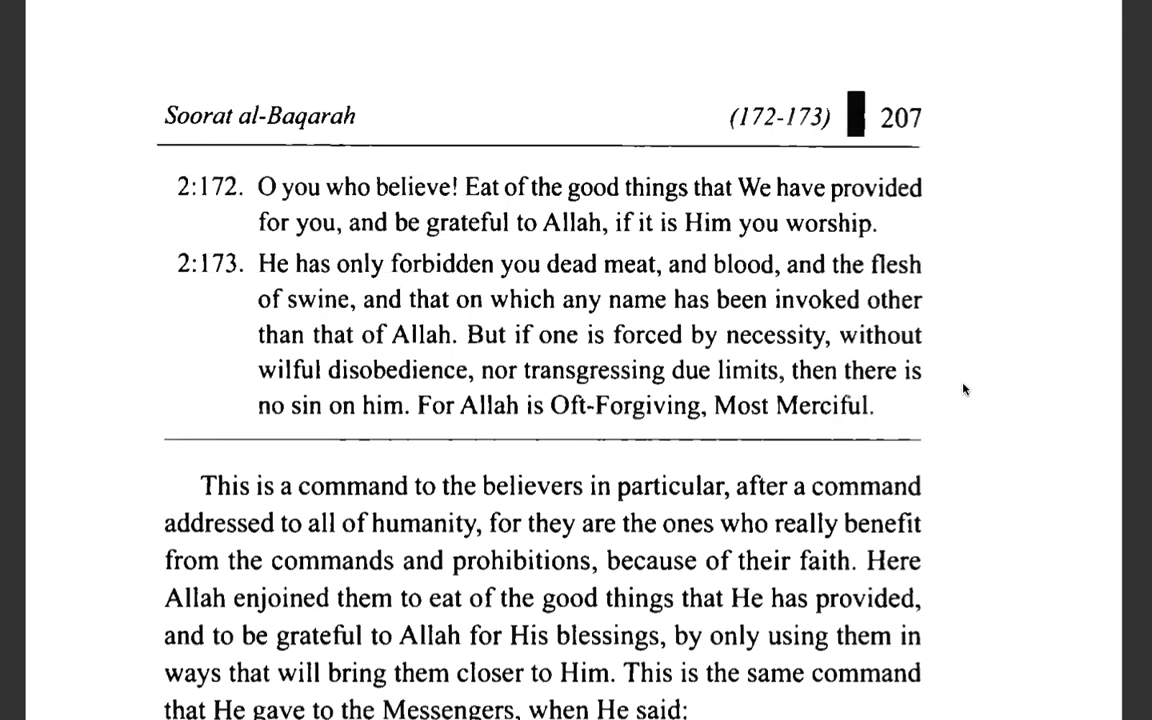 Soorat al-Baqarah (172-173) 207
2:172. O you who believe! Eat of the good things that We have provided
for you, and be grateful to Allah, if it is Him you worship.
2:173. He has only forbidden you dead meat, and blood, and the flesh
of swine, and that on which any name has been invoked other
than that of Allah. But if one is forced by necessity, without
wilful disobedience, nor transgressing due limits, then there is
no sin on him. For Allah is Oft-Forgiving, Most Merciful.
This is a command to the believers in particular, after a command
addressed to all of humanity, for they are the ones who really benefit
from the commands and prohibitions, because of their faith. Here
Allah enjoined them to eat of the good things that He has provided,
and to be grateful to Allah for His blessings, by only using them in
ways that will bring them closer to Him. This is the same command
that He gave to the Messengers, when He said: